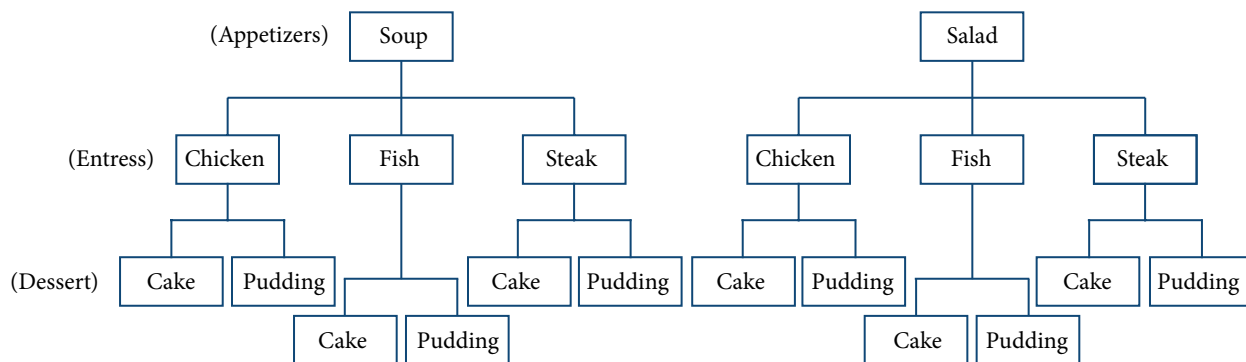 (Appetizers) Soup Salad
(Entress) Chicken Fish Steak Chicken Fish Steak
(Dessert) Cake Pudding Cake Pudding Cake Pudding Cake Pudding
Cake Pudding Cake Pudding